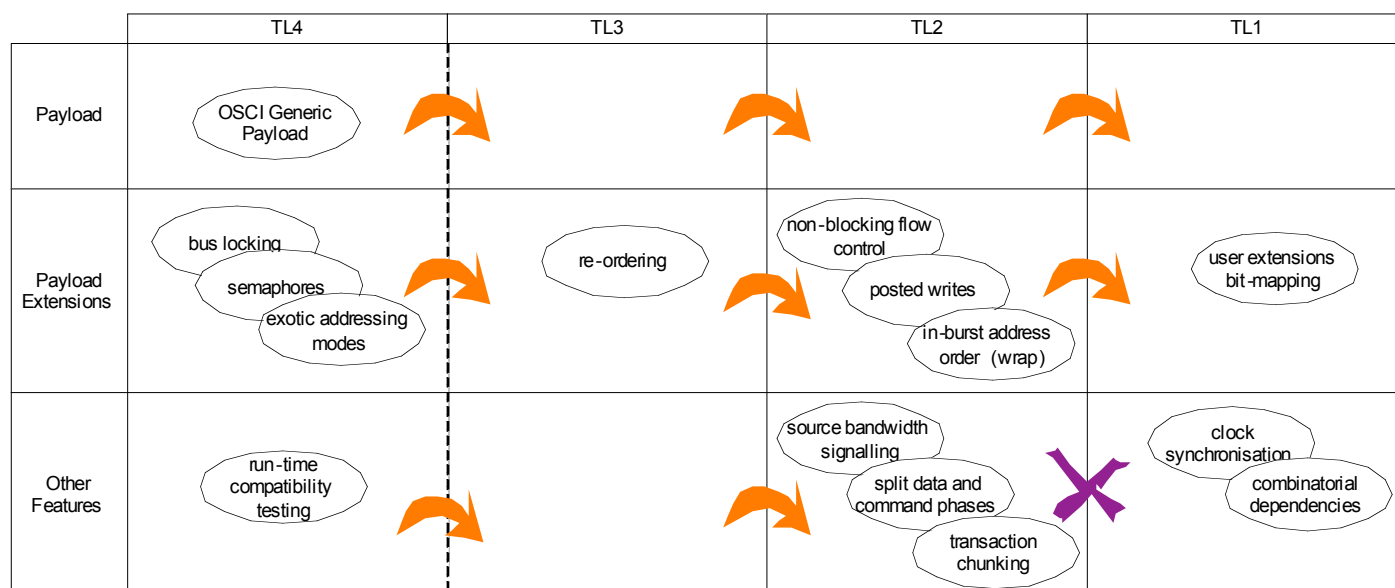 TL4
TL3
TL2
TL1
Payload
OSCI Generic
Payload
Payload
Extensions
bus locking
semaphores
exotic addressing
modes
re-ordering
non-blocking flow
control
posted writes
in-burst address
order (wrap)
user extensions
bit-mapping
Other
Features
run-time
compatibility
testing
source bandwidth
signalling
split data and
command phases
transaction
chunking
clock
synchronisation
combinatorial
dependencies